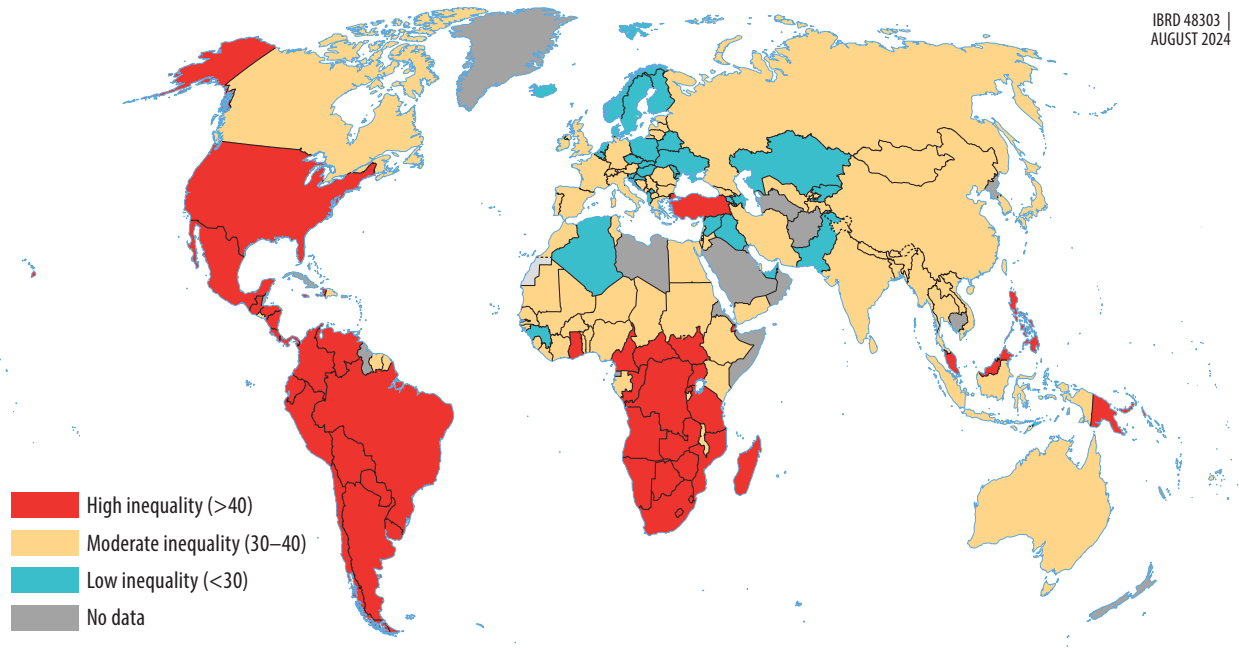 IBRD 48303 |
AUGUST 2024
High inequality (>40)
Moderate inequality (30–40)
Low inequality (<30)
No data